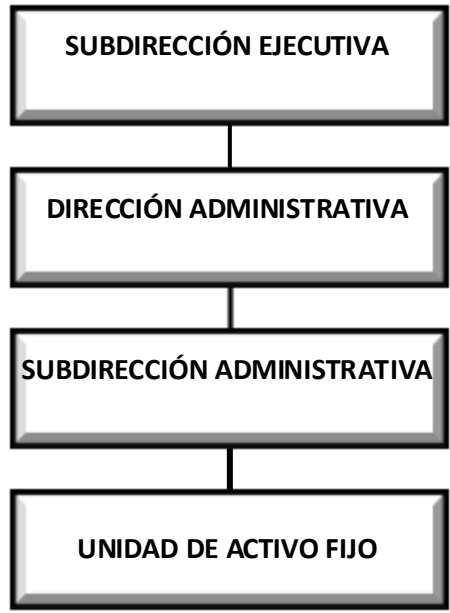 SUBDIRECCIÓN EJECUTIVA
DIRECCIÓN ADMINISTRATIVA
SUBDIRECCIÓN ADMINISTRATIVA
UNIDAD DE ACTIVO FIJO